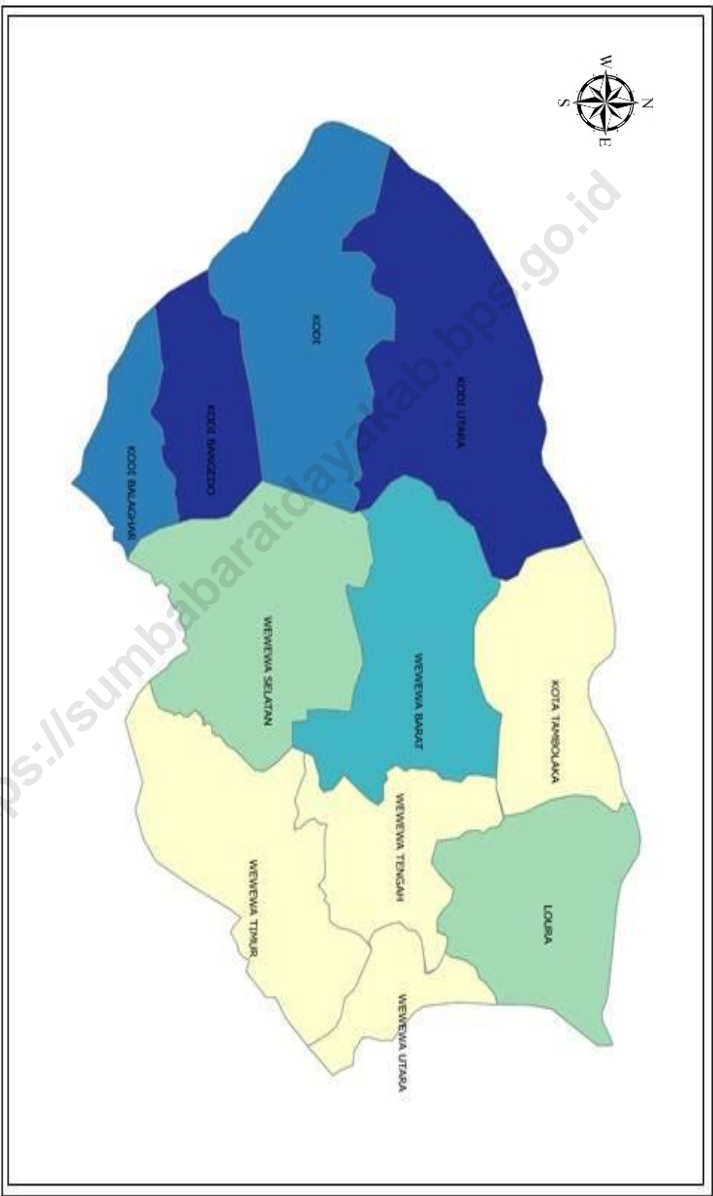 N
W
E
S
KODI UTARA
KODI
KODI BANGEDO
KODI BALAGHAR
KOTA TAMBOLAKA
WEWEWA BARAT
WEWEWA SELATAN
LOURA
WEWEWA TENGAH
WEWEWA TIMUR
WEWEWA UTARA
ps://sumbabaratdayakab.bps.go.id